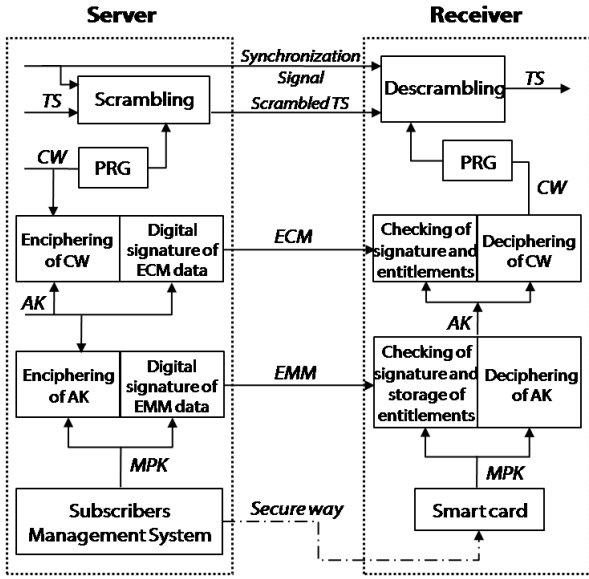 Server
Receiver
Synchronization
Signal
TS
Scrambling
Scrambled TS
Descrambling
TS
CW
PRG
PRG
CW
Enciphering
of CW
Digital
signature of
ECM data
ECM
Checking of
signature and
entitlements
Deciphering
of CW
AK
AK
Enciphering
of AK
Digital
signature of
EMM data
EMM
Checking of
signature and
storage of
entitlements
Deciphering
of AK
MPK
MPK
Subscribers
Management System
Secure way
Smart card